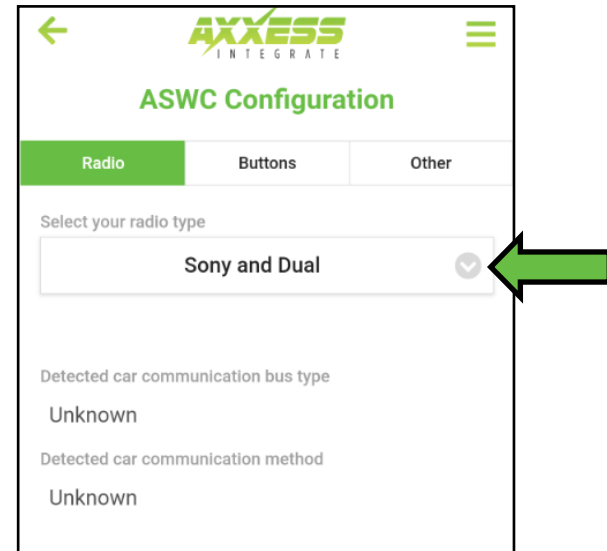 AXXESS
INTEGRATE
ASWC Configuration
Radio Buttons Other
Select your radio type
Sony and Dual
Detected car communication bus type
Unknown
Detected car communication method
Unknown